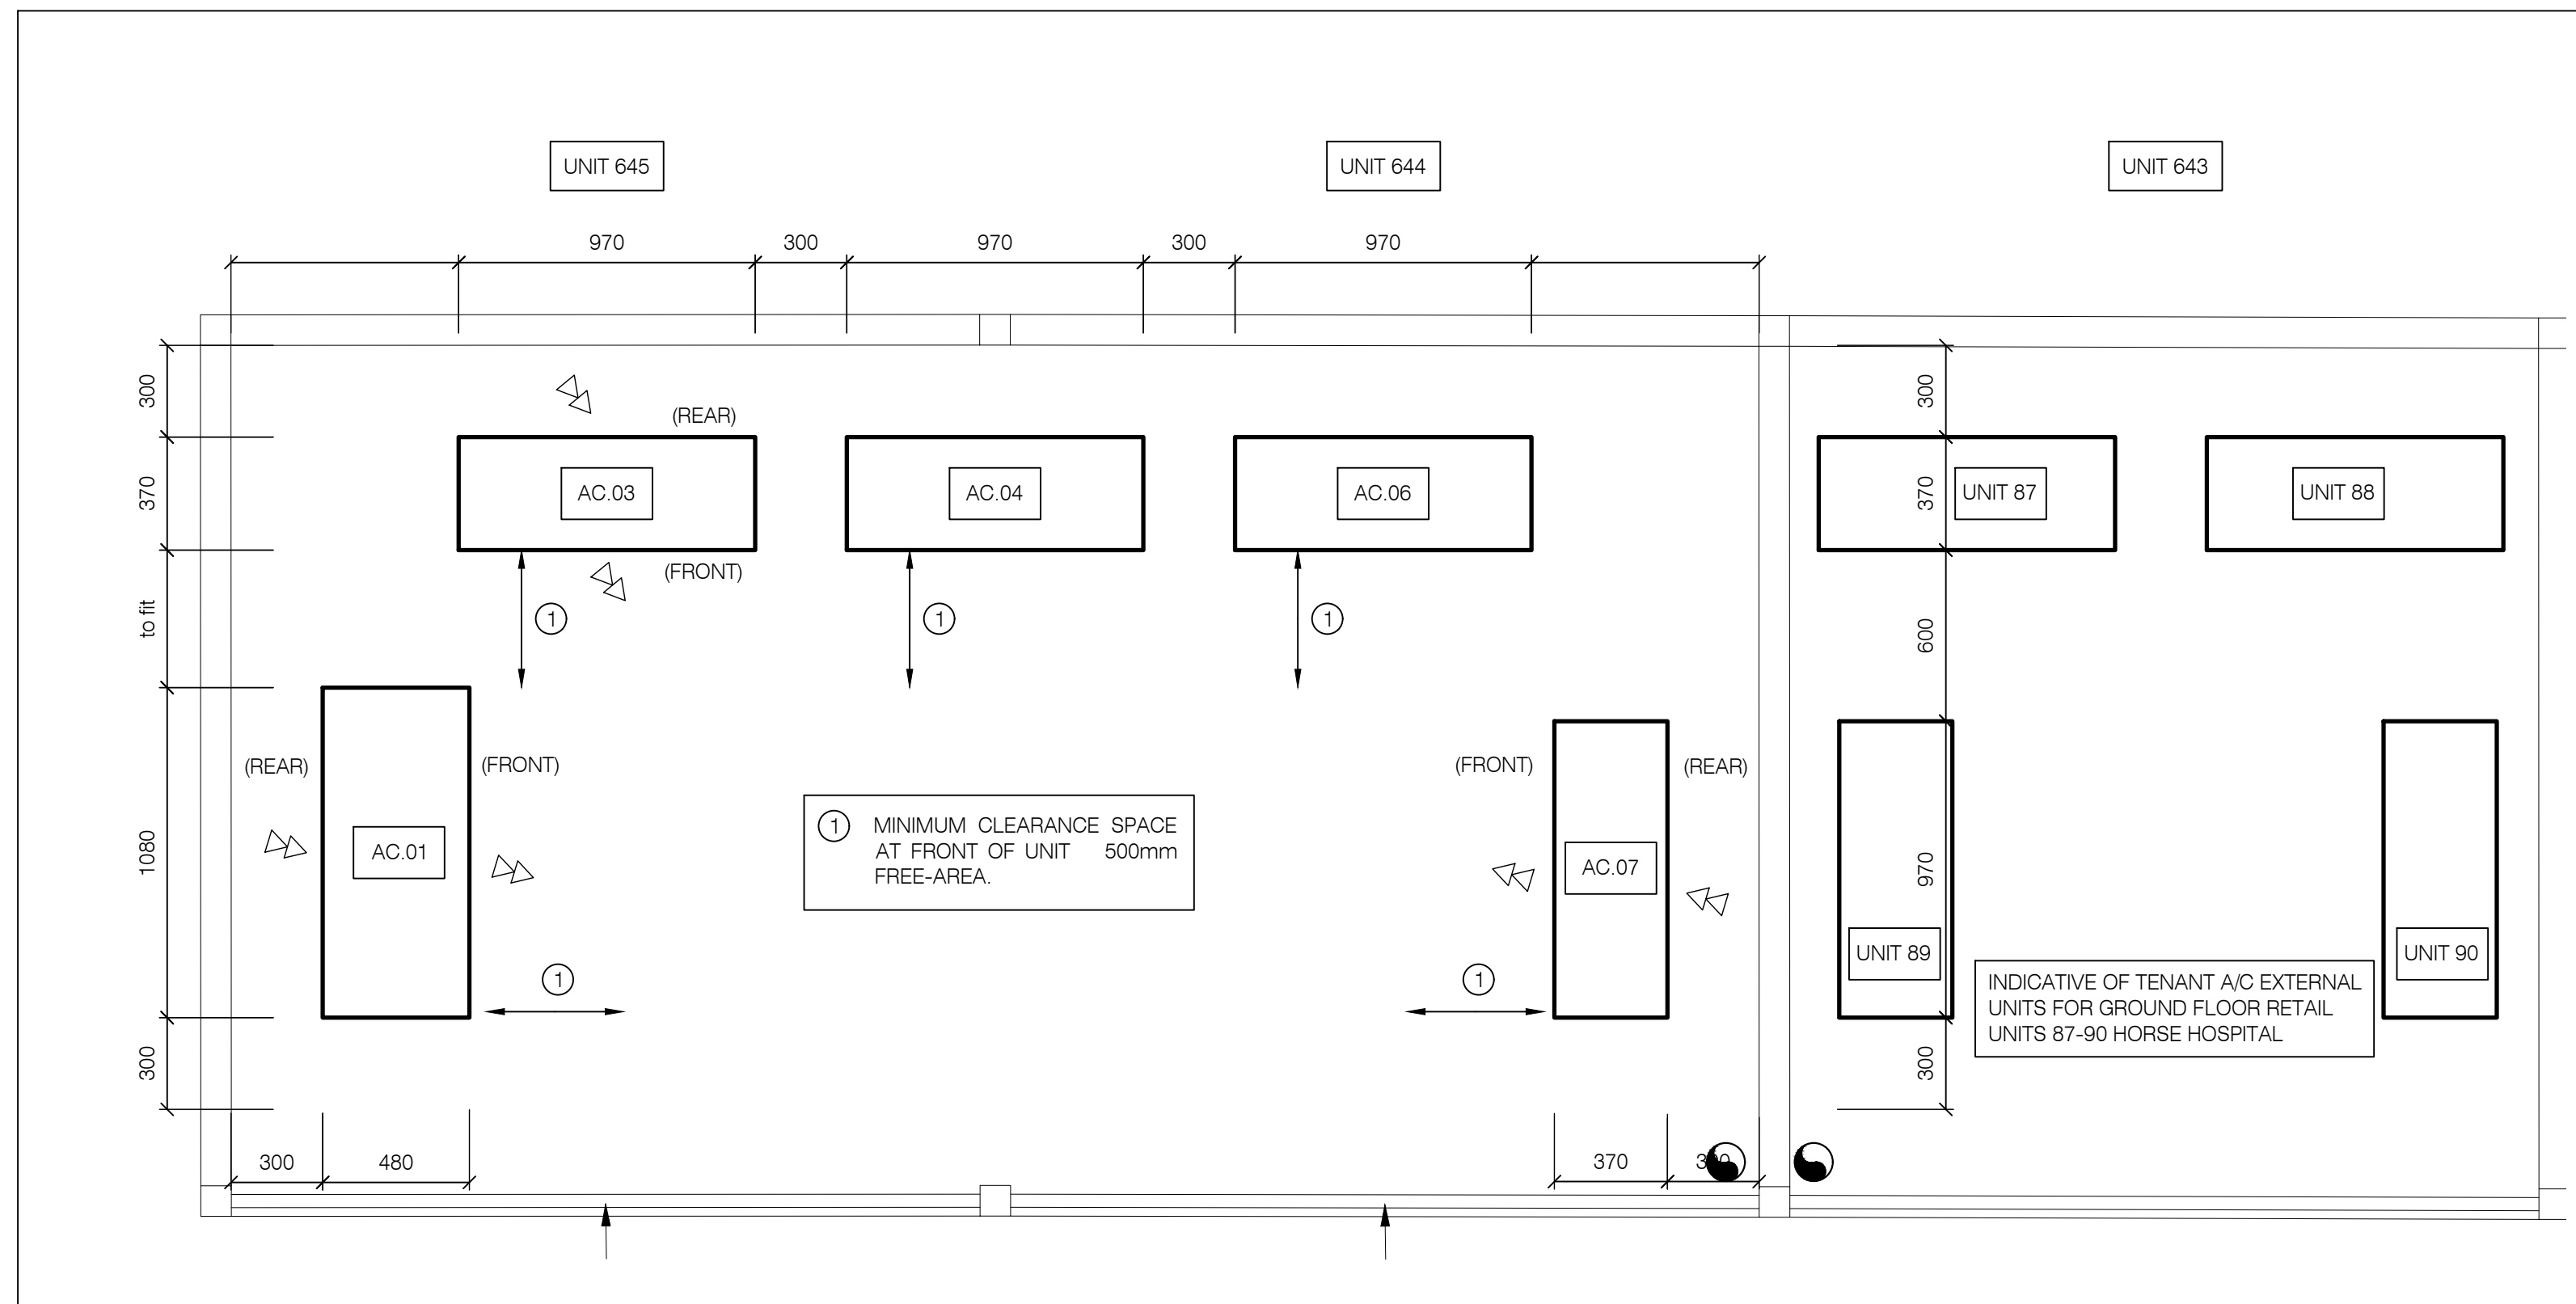 UNIT 645
UNIT 644
UNIT 643
970
300
970
300
970
300
370
to fit
1080
300
(REAR)
AC.03
(FRONT)
AC.04
AC.06
1
1
1
300
370
600
970
300
UNIT 87
UNIT 88
(REAR)
(FRONT)
AC.01
1
1 MINIMUM CLEARANCE SPACE
AT FRONT OF UNIT 500mm
FREE-AREA.
(FRONT)
(REAR)
AC.07
1
UNIT 89
UNIT 90
INDICATIVE OF TENANT A/C EXTERNAL
UNITS FOR GROUND FLOOR RETAIL
UNITS 87-90 HORSE HOSPITAL
300
480
370